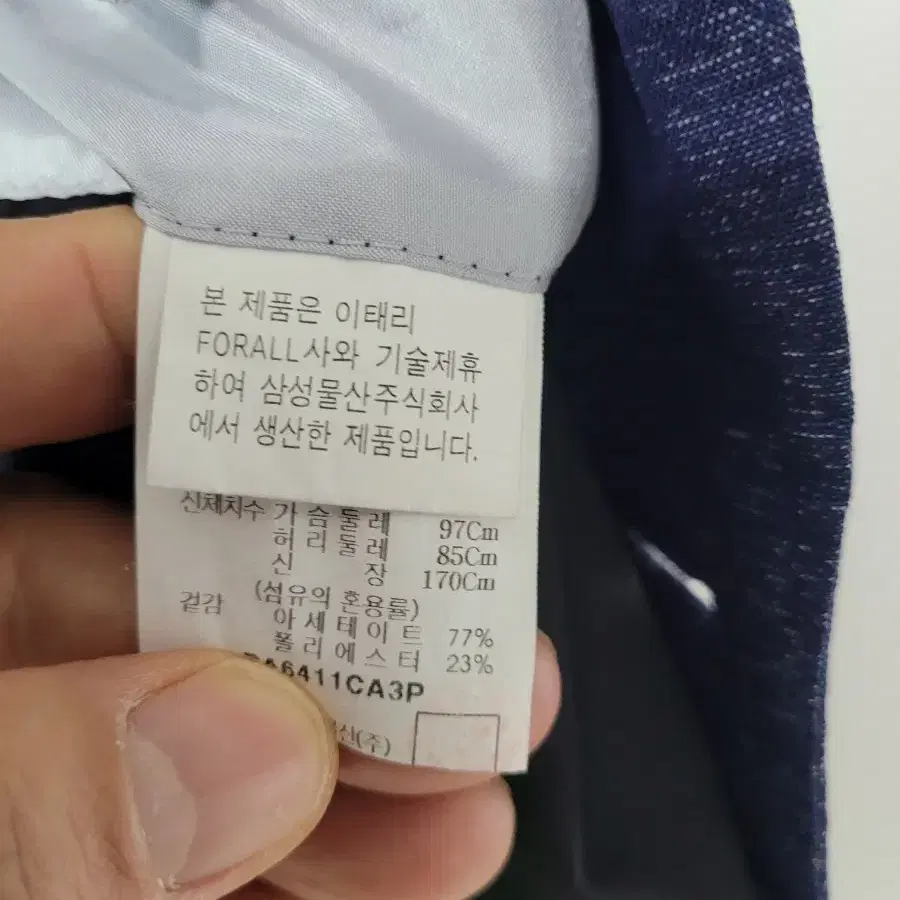 본 제품은 이태리
FORALL사와 기술제휴
하여 삼성물산주식회사
에서 생산한 제품입니다.
신체치수 가슴둘레 97Cm
허리둘레 85Cm
신 장 170Cm
(섬유의 혼용률)
겉감 아세테이트 77%
폴리에스터 23%
A6411CA3P
(주)